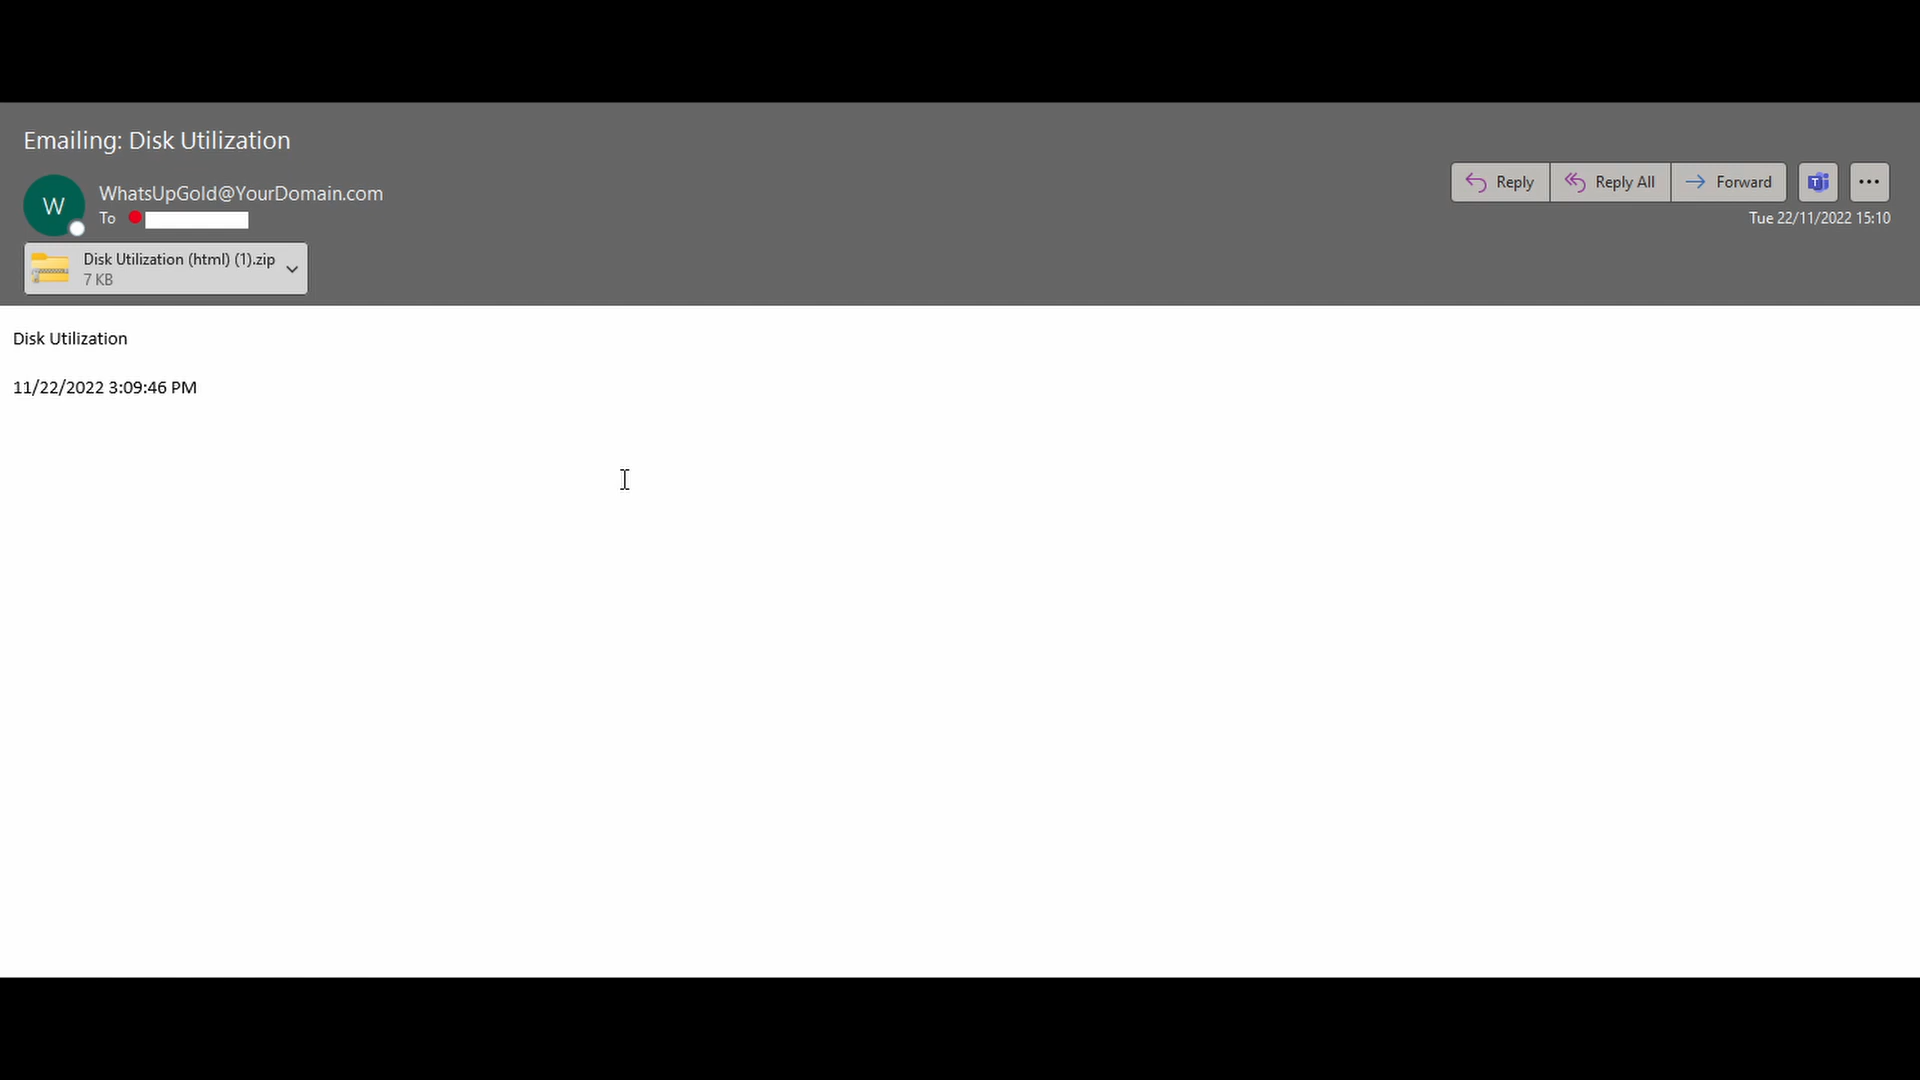 Emailing: Disk Utilization
W
WhatsUpGold@YourDomain.com
To
Reply
Reply All
Forward
Tue 22/11/2022 15:10
Disk Utilization (html) (1).zip
7 KB
Disk Utilization
11/22/2022 3:09:46 PM